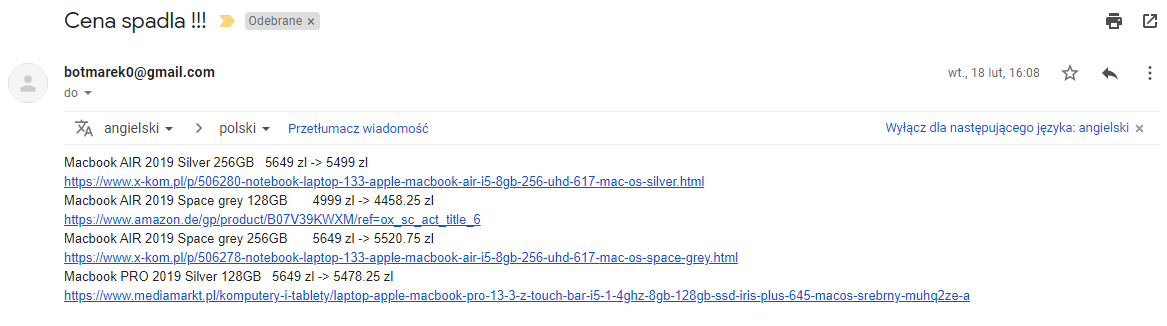 Cena spadla !!! Odebrane ×
botmarek0@gmail.com wt., 18 lut, 16:08
do
angielski > polski Przetłumacz wiadomość Wyłącz dla następującego języka: angielski ×
Macbook AIR 2019 Silver 256GB 5649 zl -> 5499 zl
https://www.x-kom.pl/p/506280-notebook-laptop-133-apple-macbook-air-i5-8gb-256-uhd-617-mac-os-silver.html
Macbook AIR 2019 Space grey 128GB 4999 zl -> 4458.25 zl
https://www.amazon.de/gp/product/B07V39KWXM/ref=ox_sc_act_title_6
Macbook AIR 2019 Space grey 256GB 5649 zl -> 5520.75 zl
https://www.x-kom.pl/p/506278-notebook-laptop-133-apple-macbook-air-i5-8gb-256-uhd-617-mac-os-space-grey.html
Macbook PRO 2019 Silver 128GB 5649 zl -> 5478.25 zl
https://www.mediamarkt.pl/komputery-i-tablety/laptop-apple-macbook-pro-13-3-z-touch-bar-i5-1-4ghz-8gb-128gb-ssd-iris-plus-645-macos-srebrny-muhq2ze-a